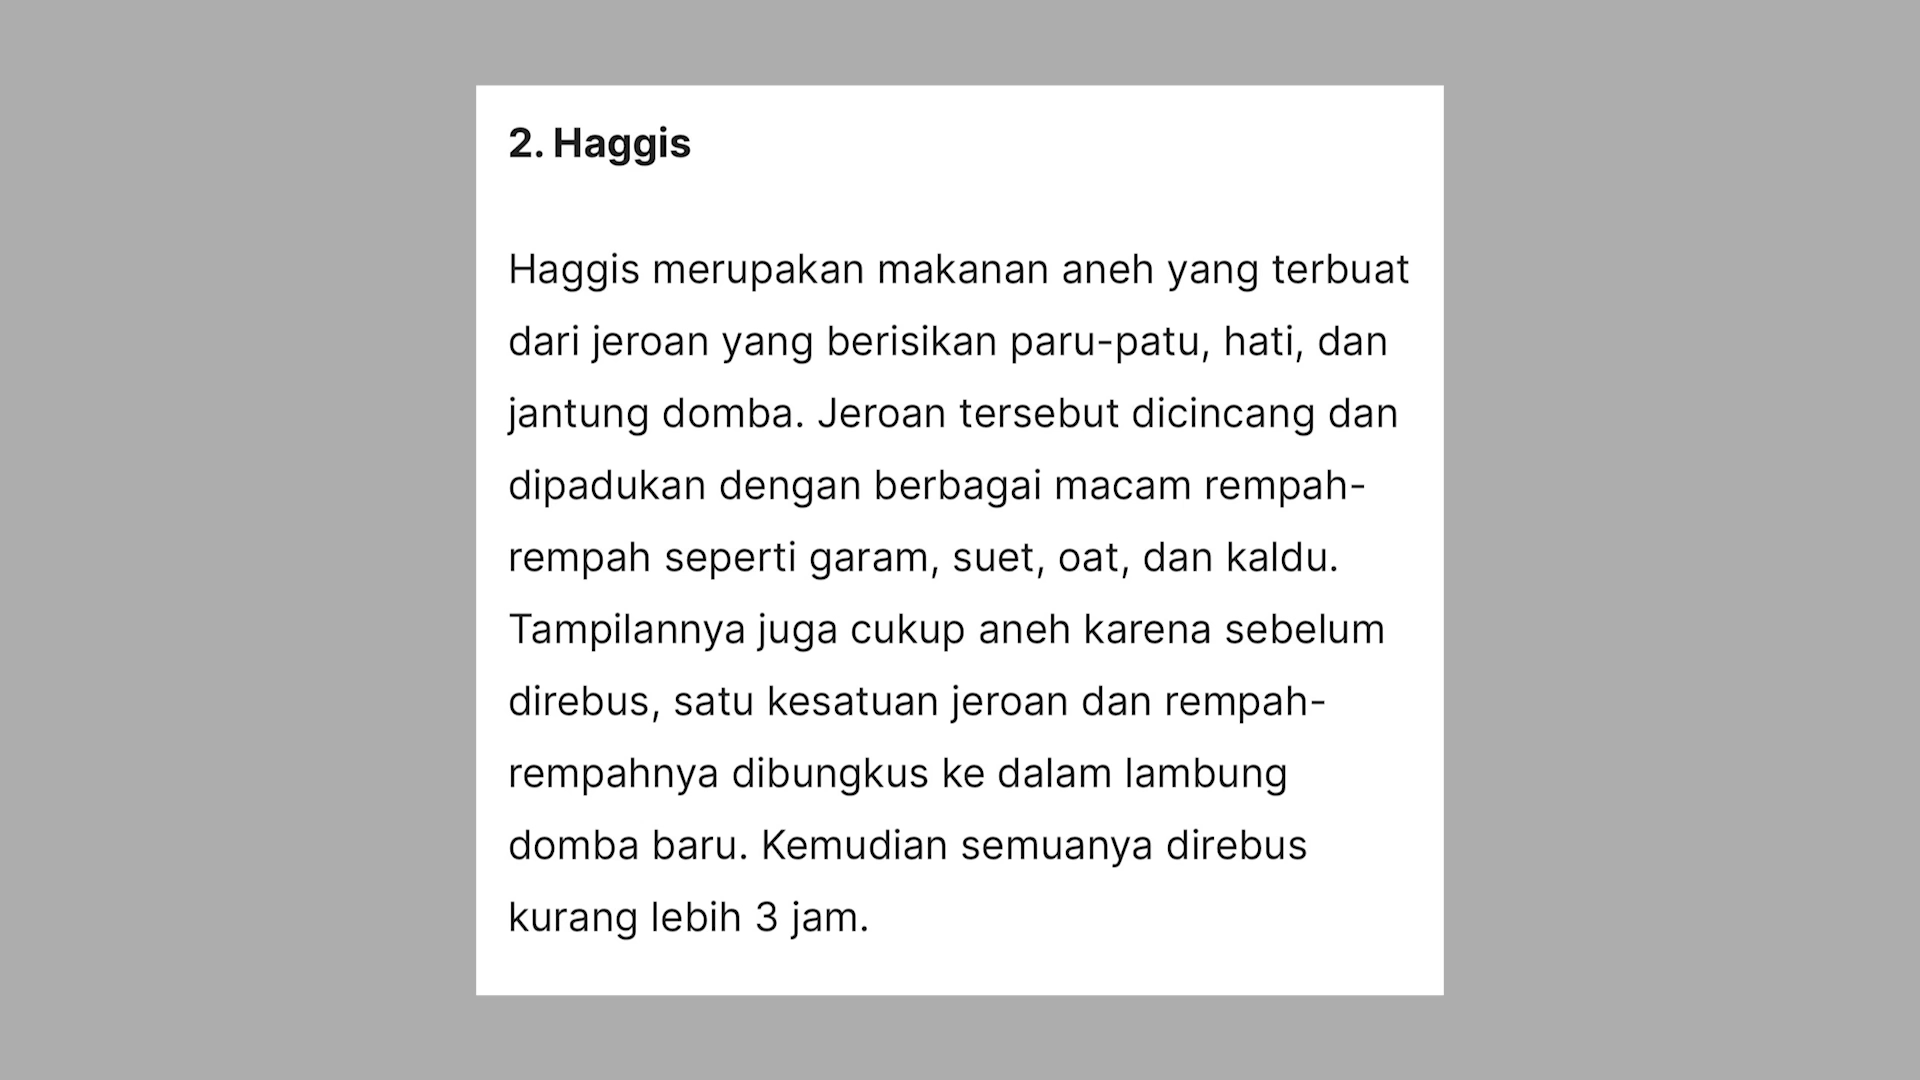 2. Haggis
Haggis merupakan makanan aneh yang terbuat
dari jeroan yang berisikan paru-patu, hati, dan
jantung domba. Jeroan tersebut dicincang dan
dipadukan dengan berbagai macam rempah-
rempah seperti garam, suet, oat, dan kaldu.
Tampilannya juga cukup aneh karena sebelum
direbus, satu kesatuan jeroan dan rempah-
rempahnya dibungkus ke dalam lambung
domba baru. Kemudian semuanya direbus
kurang lebih 3 jam.